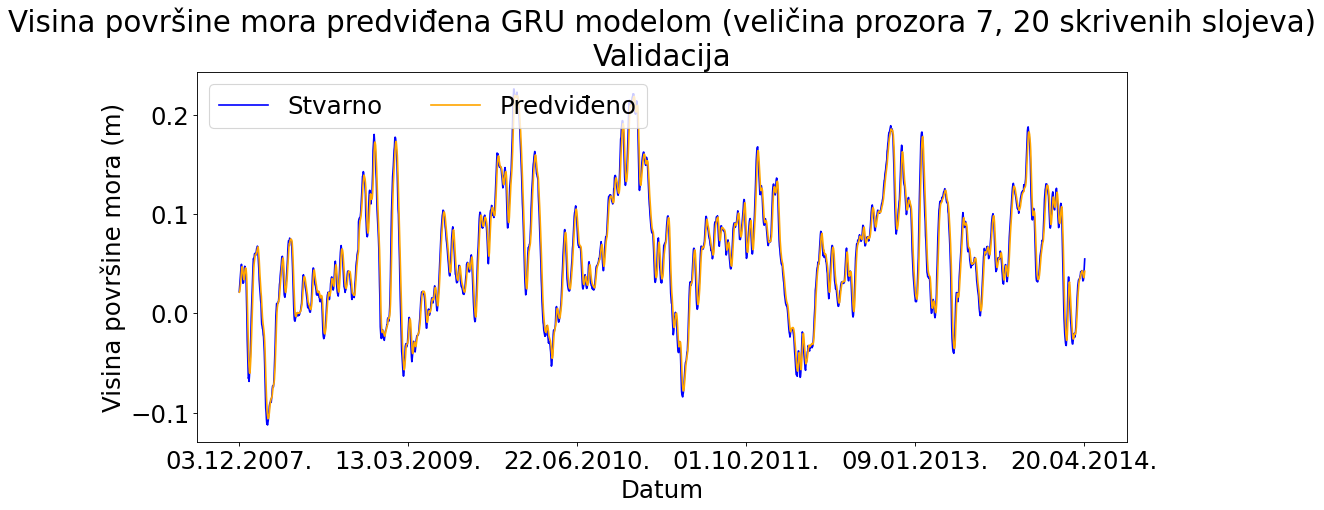 Visina površine mora predviđena GRU modelom (veličina prozora 7, 20 skrivenih slojeva)
Validacija
Stvarno Predviđeno
Visina površine mora (m)
0.2
0.1
0.0
−0.1
03.12.2007. 13.03.2009. 22.06.2010. 01.10.2011. 09.01.2013. 20.04.2014.
Datum